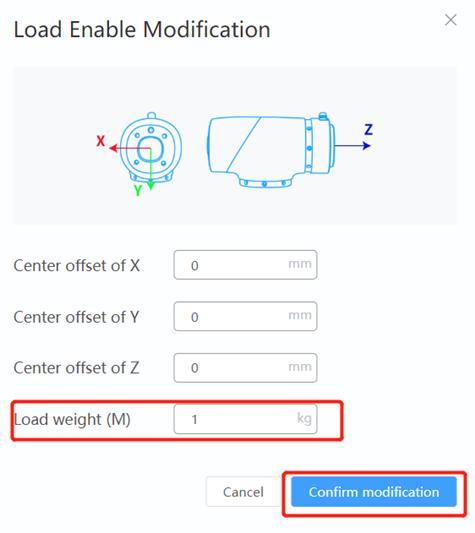 Load Enable Modification
X
Y
Z
Center offset of X 0 mm
Center offset of Y 0 mm
Center offset of Z 0 mm
Load weight (M) 1 kg
Cancel Confirm modification